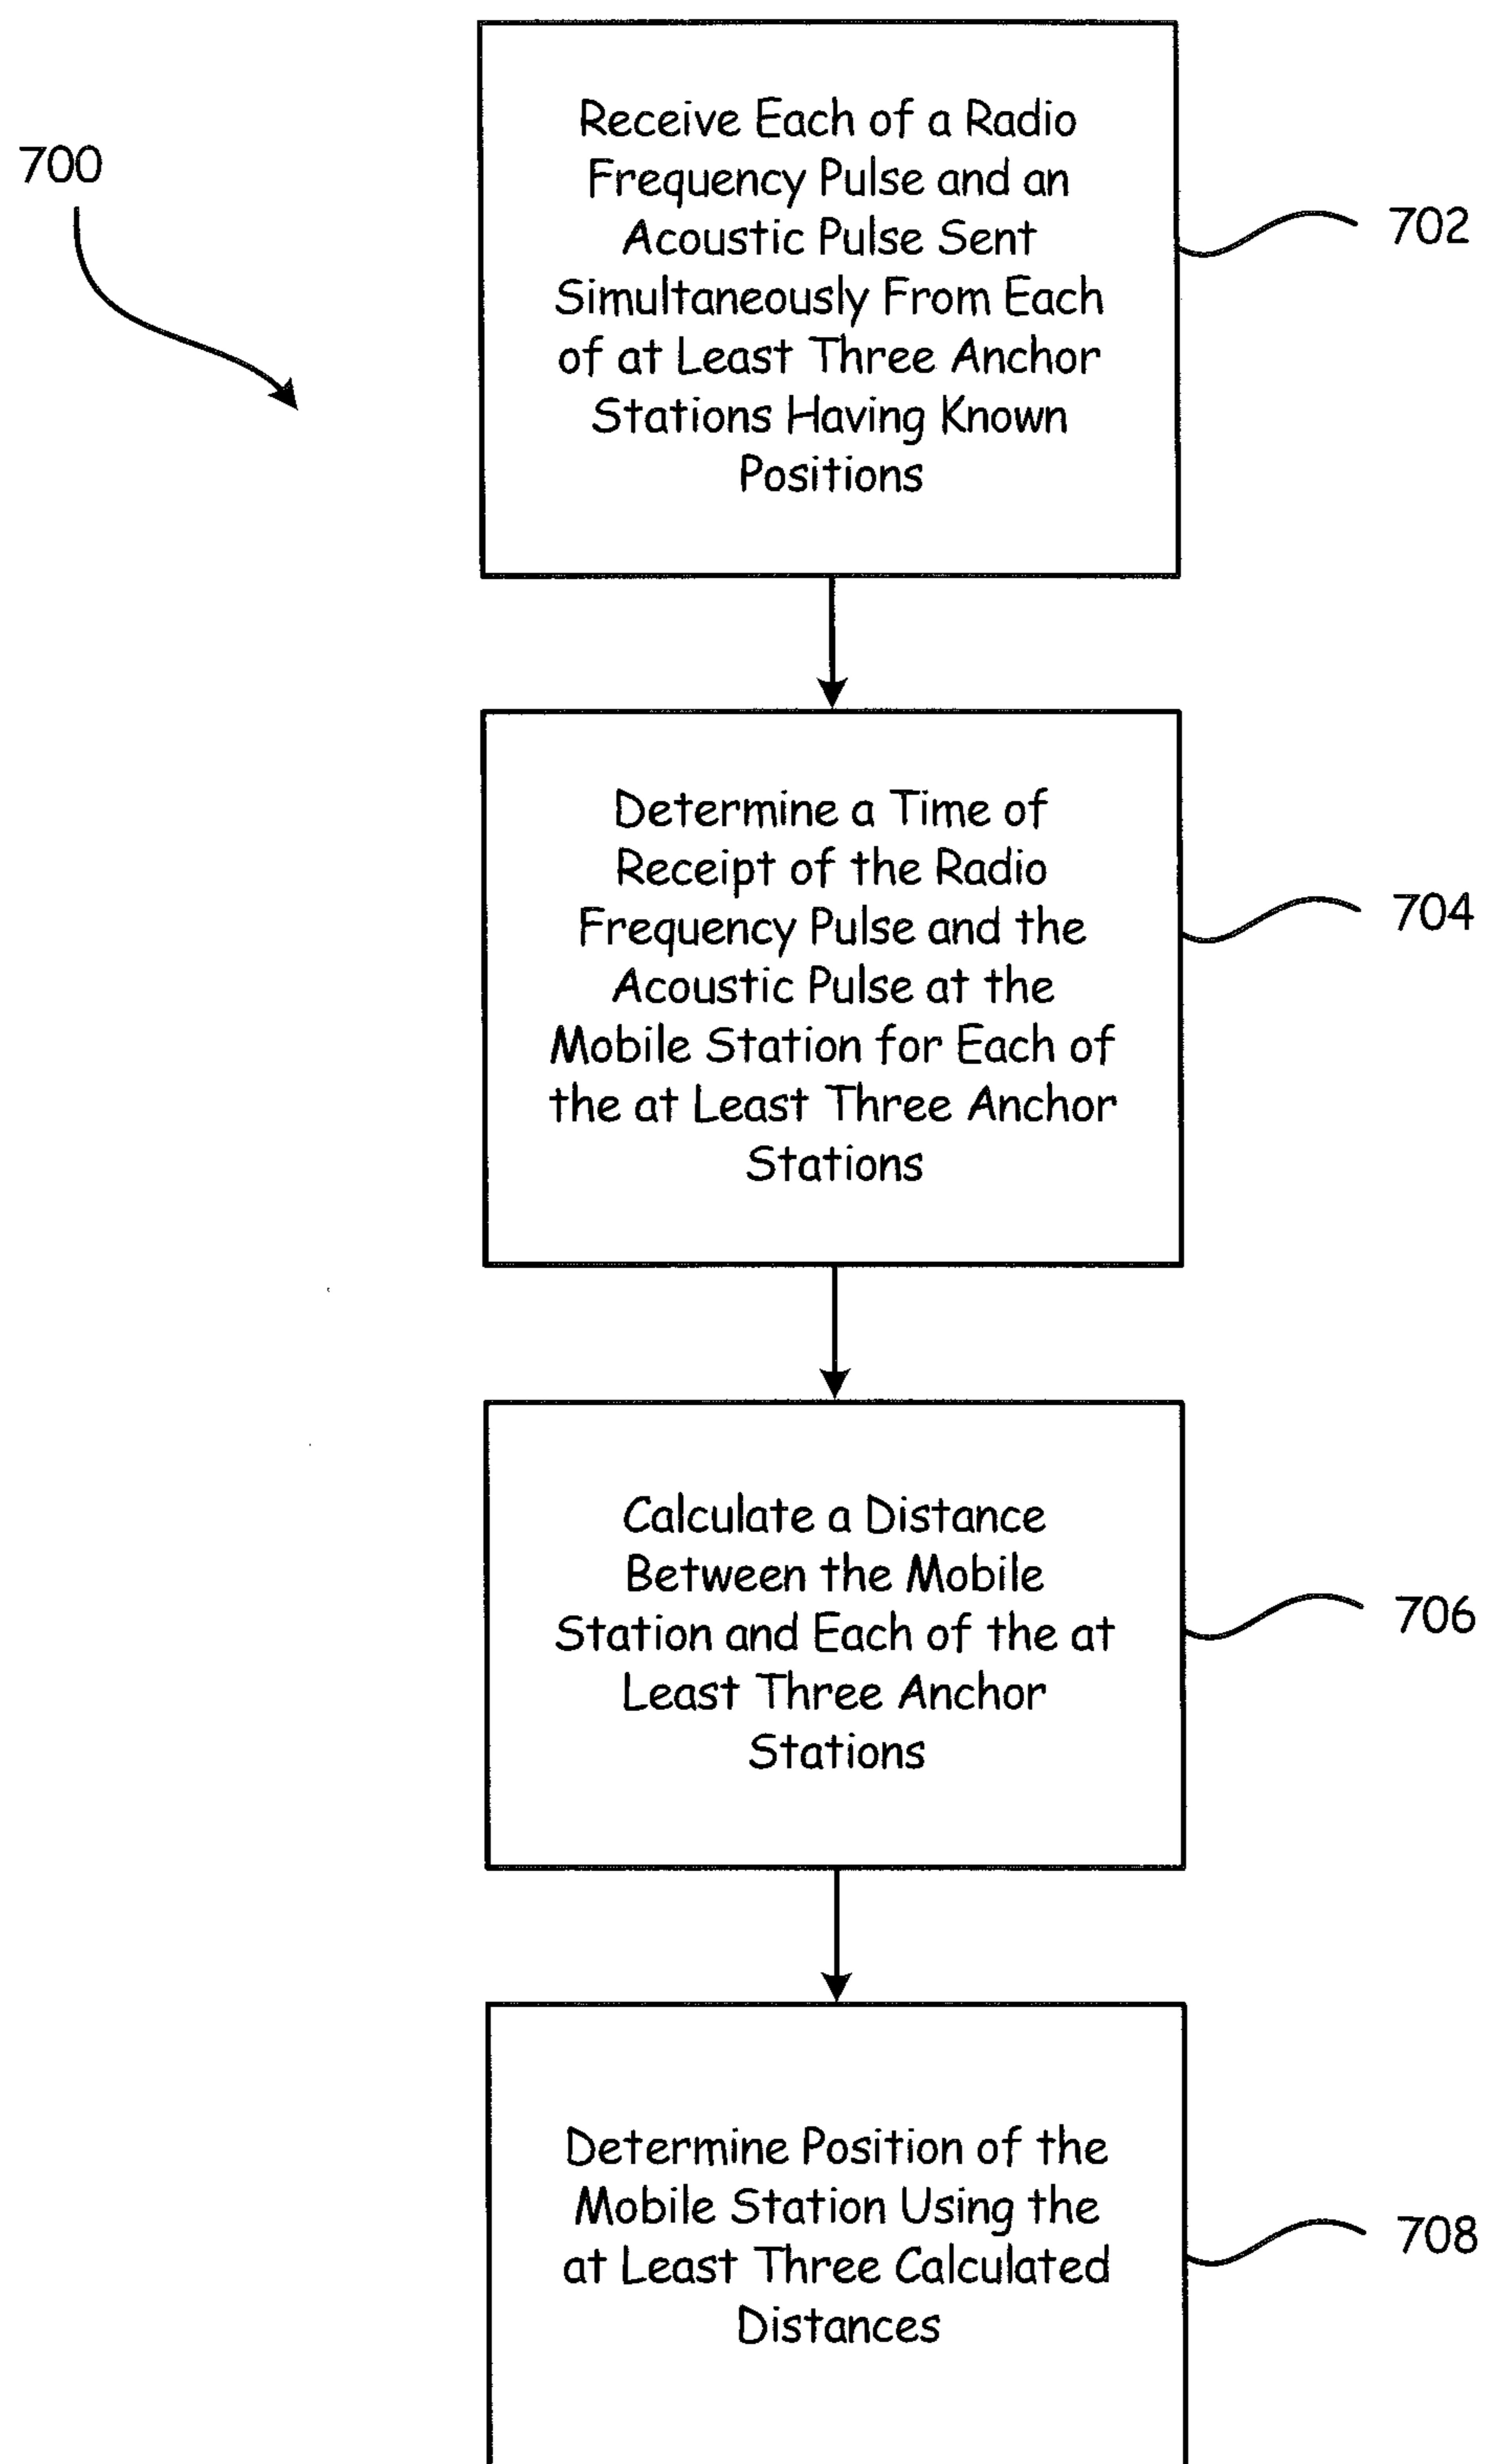 700
Receive Each of a Radio
Frequency Pulse and an
Acoustic Pulse Sent
Simultaneously From Each
of at Least Three Anchor
Stations Having Known
Positions
702
Determine a Time of
Receipt of the Radio
Frequency Pulse and the
Acoustic Pulse at the
Mobile Station for Each of
the at Least Three Anchor
Stations
704
Calculate a Distance
Between the Mobile
Station and Each of the at
Least Three Anchor
Stations
706
Determine Position of the
Mobile Station Using the
at Least Three Calculated
Distances
708